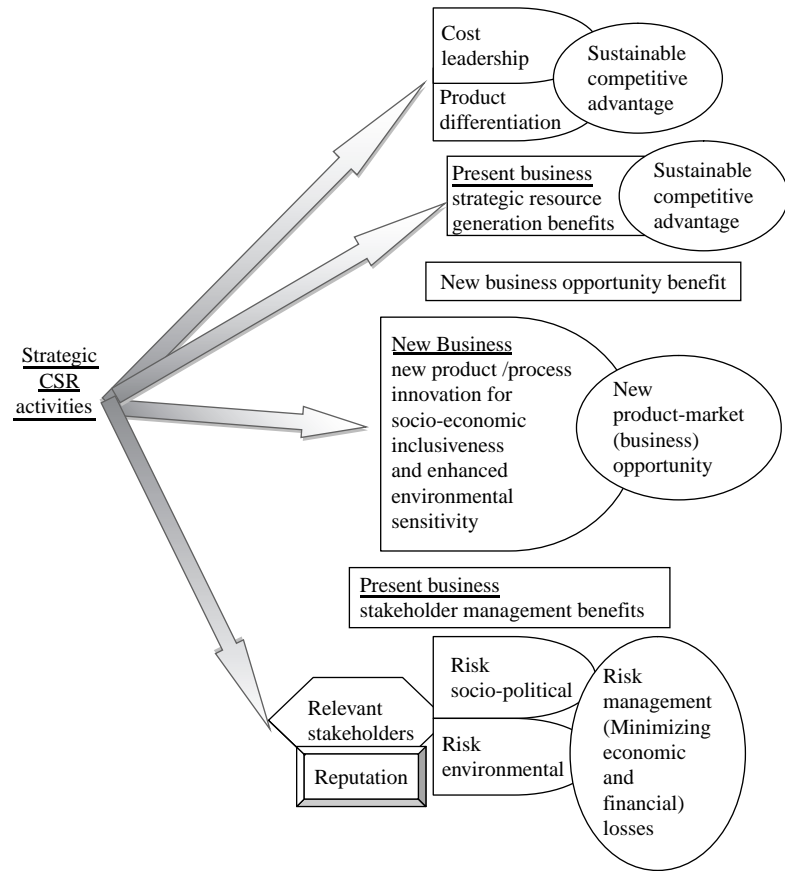 Cost
leadership
Product
differentiation
Sustainable
competitive
advantage
Present business
strategic resource
generation benefits
Sustainable
competitive
advantage
New business opportunity benefit
Strategic
CSR
activities
New Business
new product /process
innovation for
socio-economic
inclusiveness
and enhanced
environmental
sensitivity
New
product-market
(business)
opportunity
Present business
stakeholder management benefits
Relevant
stakeholders
Reputation
Risk
socio-political
Risk
environmental
Risk
management
(Minimizing
economic
and
financial)
losses